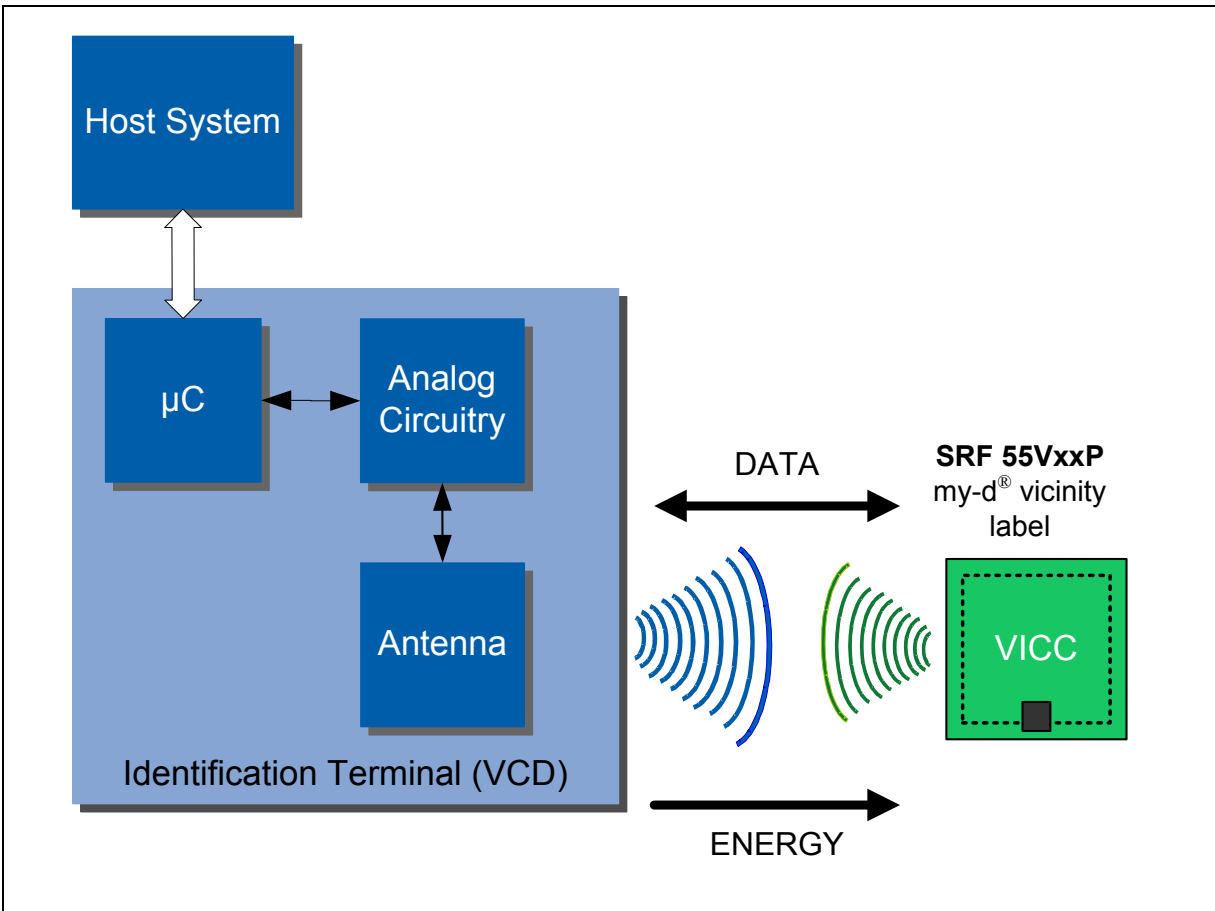 Host System
µC
Analog
Circuitry
Antenna
Identification Terminal (VCD)
DATA
ENERGY
SRF 55VxxP
my-d® vicinity
label
VICC